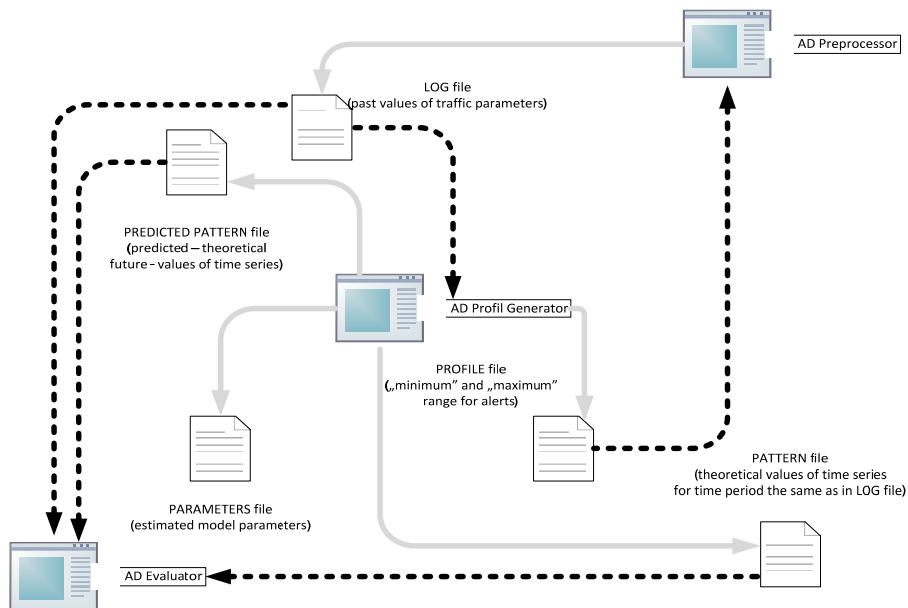 AD Preprocessor
LOG file
(past values of traffic parameters)
PREDICTED PATTERN file
(predicted – theoretical
future - values of time series)
AD Profil Generator
PROFILE file
(„minimum” and „maximum”
range for alerts)
PATTERN file
(theoretical values of time series
for time period the same as in LOG file)
PARAMETERS file
(estimated model parameters)
AD Evaluator